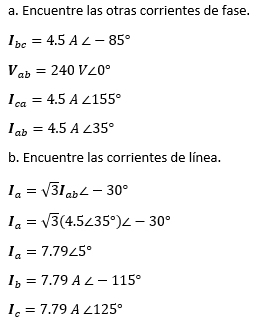 a. Encuentre las otras corrientes de fase.
I_bc = 4.5 A ∠ − 85°
V_ab = 240 V∠0°
I_ca = 4.5 A ∠155°
I_ab = 4.5 A ∠35°
b. Encuentre las corrientes de línea.
I_a = √3I_ab∠ − 30°
I_a = √3(4.5∠35°)∠ − 30°
I_a = 7.79∠5°
I_b = 7.79 A ∠ − 115°
I_c = 7.79 A ∠125°